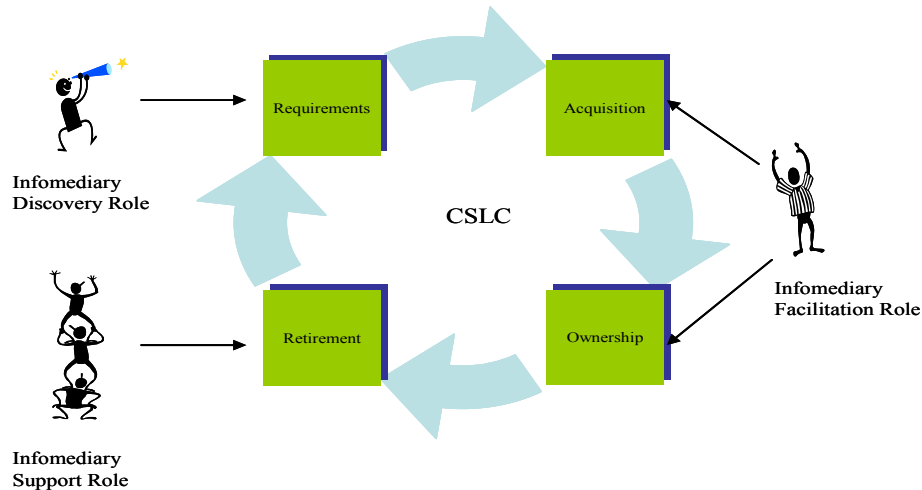 Requirements
Acquisition
Infomediary
Discovery Role
CSLC
Infomediary
Facilitation Role
Retirement
Ownership
Infomediary
Support Role